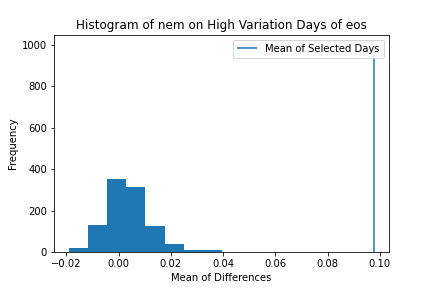 Histogram of nem on High Variation Days of eos
1000
800
600
400
200
0
Frequency
Mean of Selected Days
−0.02 0.00 0.02 0.04 0.06 0.08 0.10
Mean of Differences